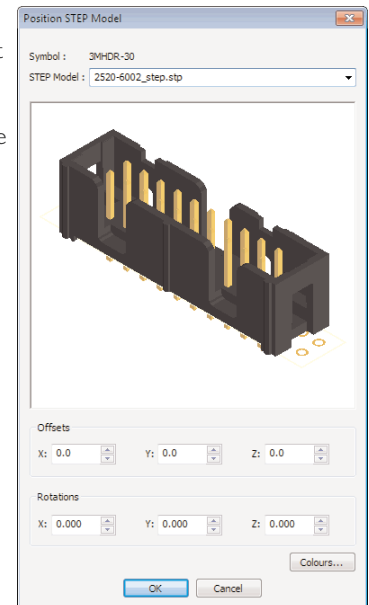 Position STEP Model
Symbol : 3MHDR-30
STEP Model : 2520-6002_step.stp
Offsets
X: 0.0 Y: 0.0 Z: 0.0
Rotations
X: 0.000 Y: 0.000 Z: 0.000
Colours...
OK Cancel